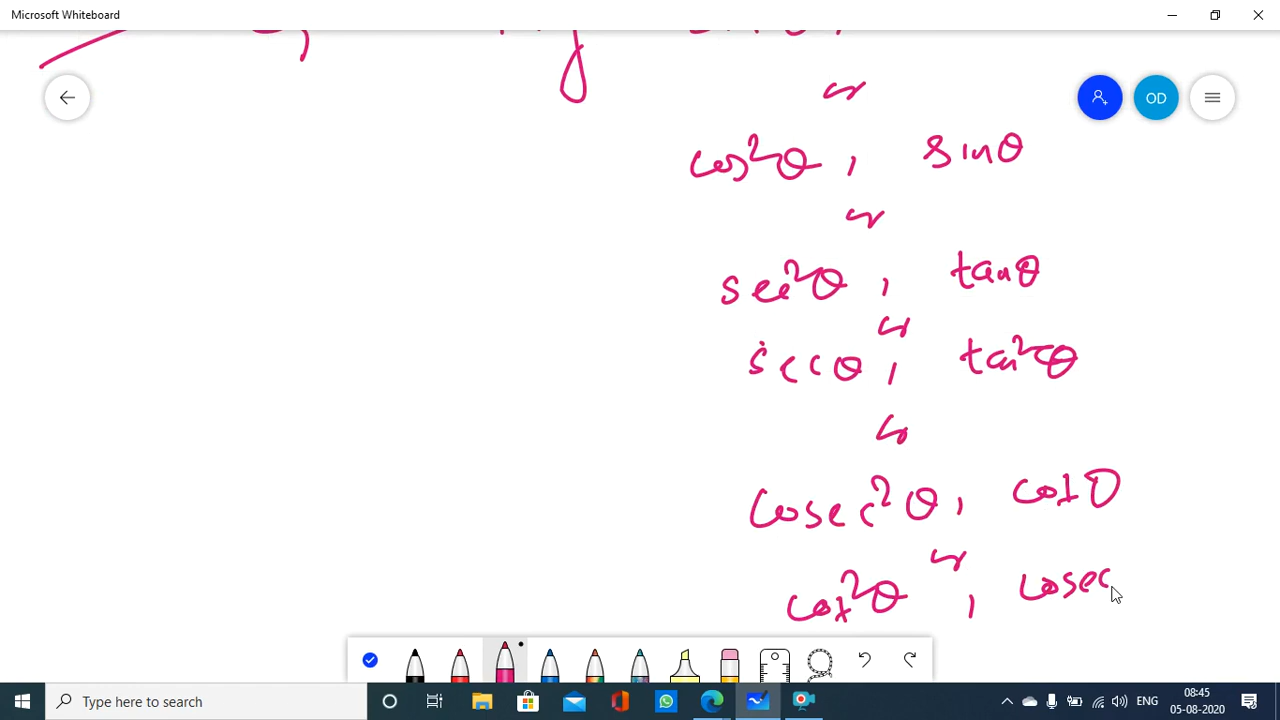 Microsoft Whiteboard
OD
or
cos²θ, sinθ
or
sec²θ, tanθ
or
secθ, tan²θ
or
cosec²θ, cotθ
or
cot²θ, cosec
Type here to search
ENG
08:45
05-08-2020